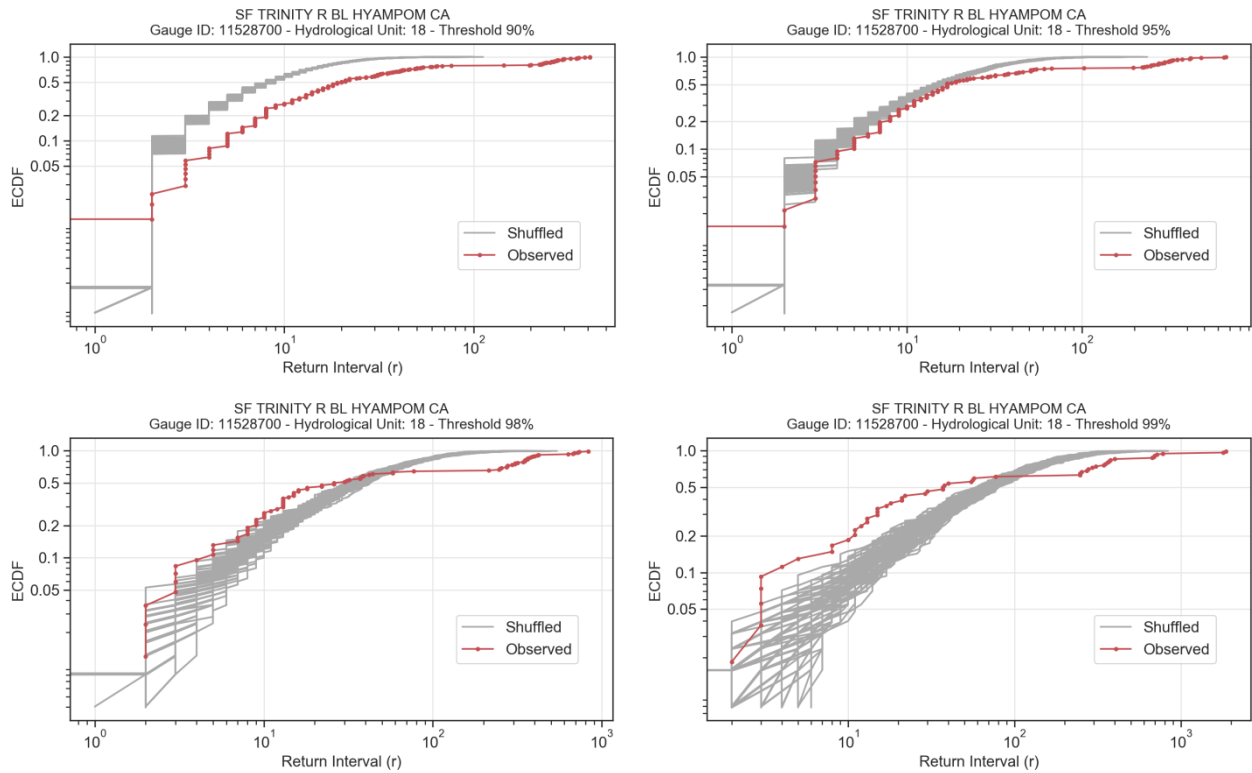 SF TRINITY R BL HYAMPOM CA
Gauge ID: 11528700 - Hydrological Unit: 18 - Threshold 90%
ECDF
1.0
0.5
0.2
0.1
0.05
Shuffled
Observed
10^0
10^1
10^2
Return Interval (r)
SF TRINITY R BL HYAMPOM CA
Gauge ID: 11528700 - Hydrological Unit: 18 - Threshold 95%
ECDF
1.0
0.5
0.2
0.1
0.05
Shuffled
Observed
10^0
10^1
10^2
Return Interval (r)
SF TRINITY R BL HYAMPOM CA
Gauge ID: 11528700 - Hydrological Unit: 18 - Threshold 98%
ECDF
1.0
0.5
0.2
0.1
0.05
Shuffled
Observed
10^0
10^1
10^2
10^3
Return Interval (r)
SF TRINITY R BL HYAMPOM CA
Gauge ID: 11528700 - Hydrological Unit: 18 - Threshold 99%
ECDF
1.0
0.5
0.2
0.1
0.05
Shuffled
Observed
10^1
10^2
10^3
Return Interval (r)